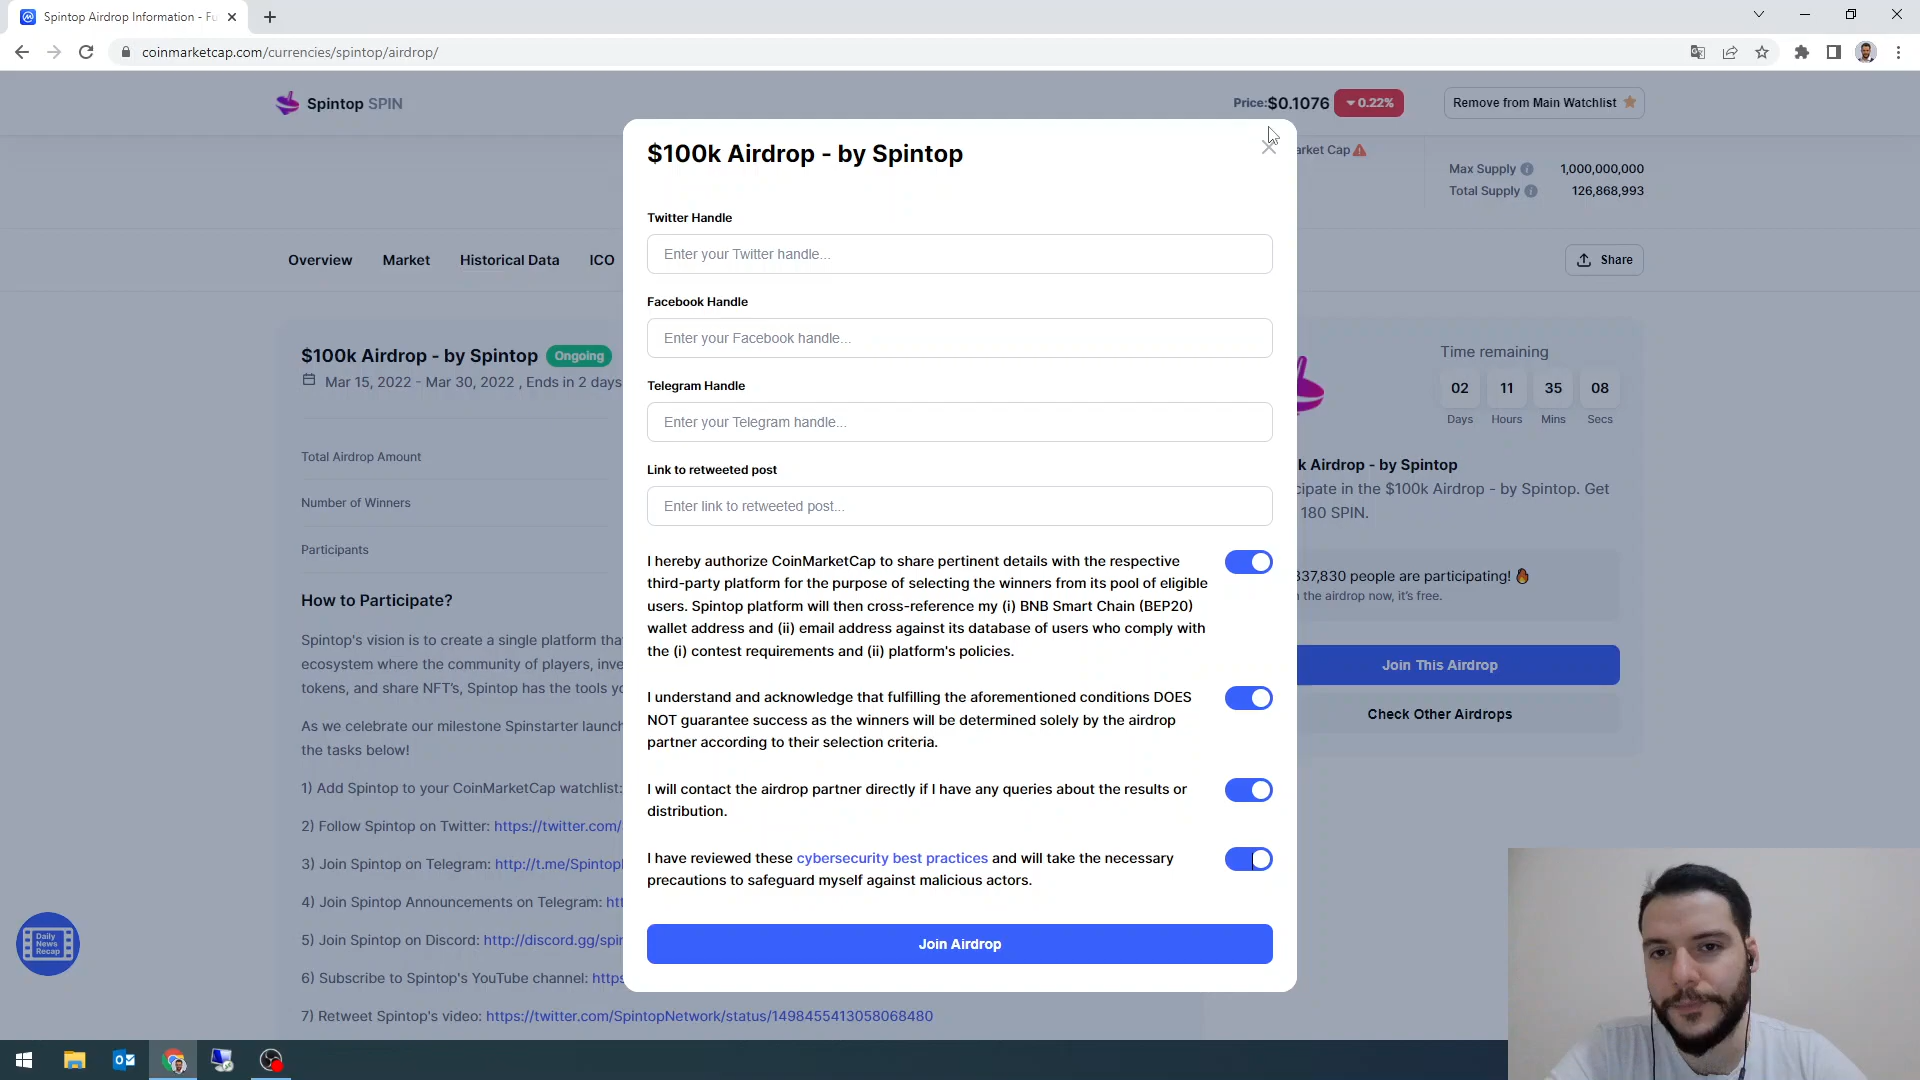 Spintop Airdrop Information - Fu
coinmarketcap.com/currencies/spintop/airdrop/
Spintop SPIN
Price:$0.1076
0.22%
Remove from Main Watchlist
arket Cap
Max Supply 1,000,000,000
Total Supply 126,868,993
Overview Market Historical Data ICO
Share
$100k Airdrop - by Spintop Ongoing
Mar 15, 2022 - Mar 30, 2022 , Ends in 2 days
Total Airdrop Amount
Number of Winners
Participants
How to Participate?
Spintop's vision is to create a single platform tha
ecosystem where the community of players, inve
tokens, and share NFT's, Spintop has the tools yo
As we celebrate our milestone Spinstarter launch
the tasks below!
1) Add Spintop to your CoinMarketCap watchlist:
2) Follow Spintop on Twitter: https://twitter.com/
3) Join Spintop on Telegram: http://t.me/Spintop
4) Join Spintop Announcements on Telegram: htt
5) Join Spintop on Discord: http://discord.gg/spin
6) Subscribe to Spintop's YouTube channel: https
7) Retweet Spintop's video: https://twitter.com/SpintopNetwork/status/1498455413058068480
$100k Airdrop - by Spintop
Twitter Handle
Enter your Twitter handle...
Facebook Handle
Enter your Facebook handle...
Telegram Handle
Enter your Telegram handle...
Link to retweeted post
Enter link to retweeted post...
I hereby authorize CoinMarketCap to share pertinent details with the respective
third-party platform for the purpose of selecting the winners from its pool of eligible
users. Spintop platform will then cross-reference my (i) BNB Smart Chain (BEP20)
wallet address and (ii) email address against its database of users who comply with
the (i) contest requirements and (ii) platform's policies.
I understand and acknowledge that fulfilling the aforementioned conditions DOES
NOT guarantee success as the winners will be determined solely by the airdrop
partner according to their selection criteria.
I will contact the airdrop partner directly if I have any queries about the results or
distribution.
I have reviewed these cybersecurity best practices and will take the necessary
precautions to safeguard myself against malicious actors.
Join Airdrop
Time remaining
02 11 35 08
Days Hours Mins Secs
k Airdrop - by Spintop
cipate in the $100k Airdrop - by Spintop. Get
180 SPIN.
337,830 people are participating!
the airdrop now, it's free.
Join This Airdrop
Check Other Airdrops
Daily
News
Recap